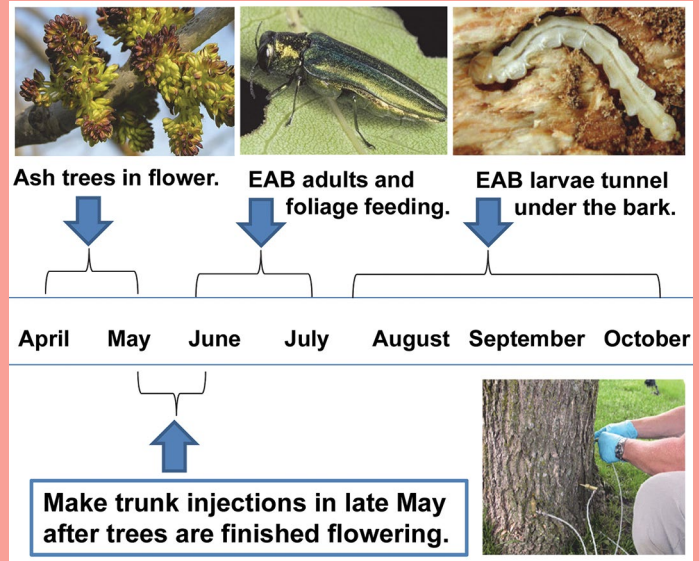 Ash trees in flower.
EAB adults and
foliage feeding.
EAB larvae tunnel
under the bark.
April May June July August September October
Make trunk injections in late May
after trees are finished flowering.